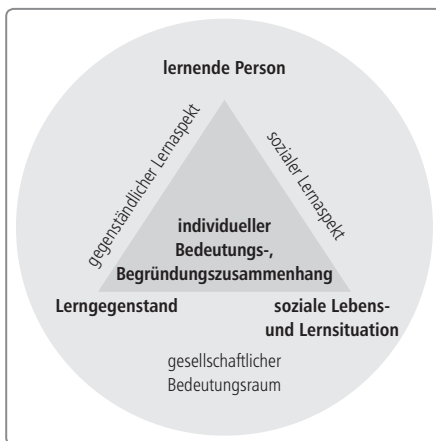 lernende Person
gegenständlicher Lernaspekt
sozialer Lernaspekt
individueller
Bedeutungs-,
Begründungszusammenhang
Lerngegenstand
soziale Lebens-
und Lernsituation
gesellschaftlicher
Bedeutungsraum